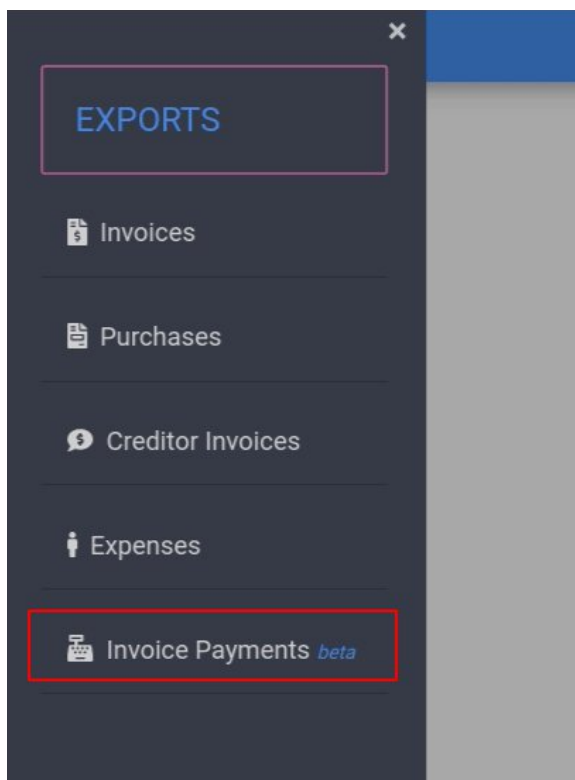 EXPORTS
Invoices
Purchases
Creditor Invoices
Expenses
Invoice Payments beta